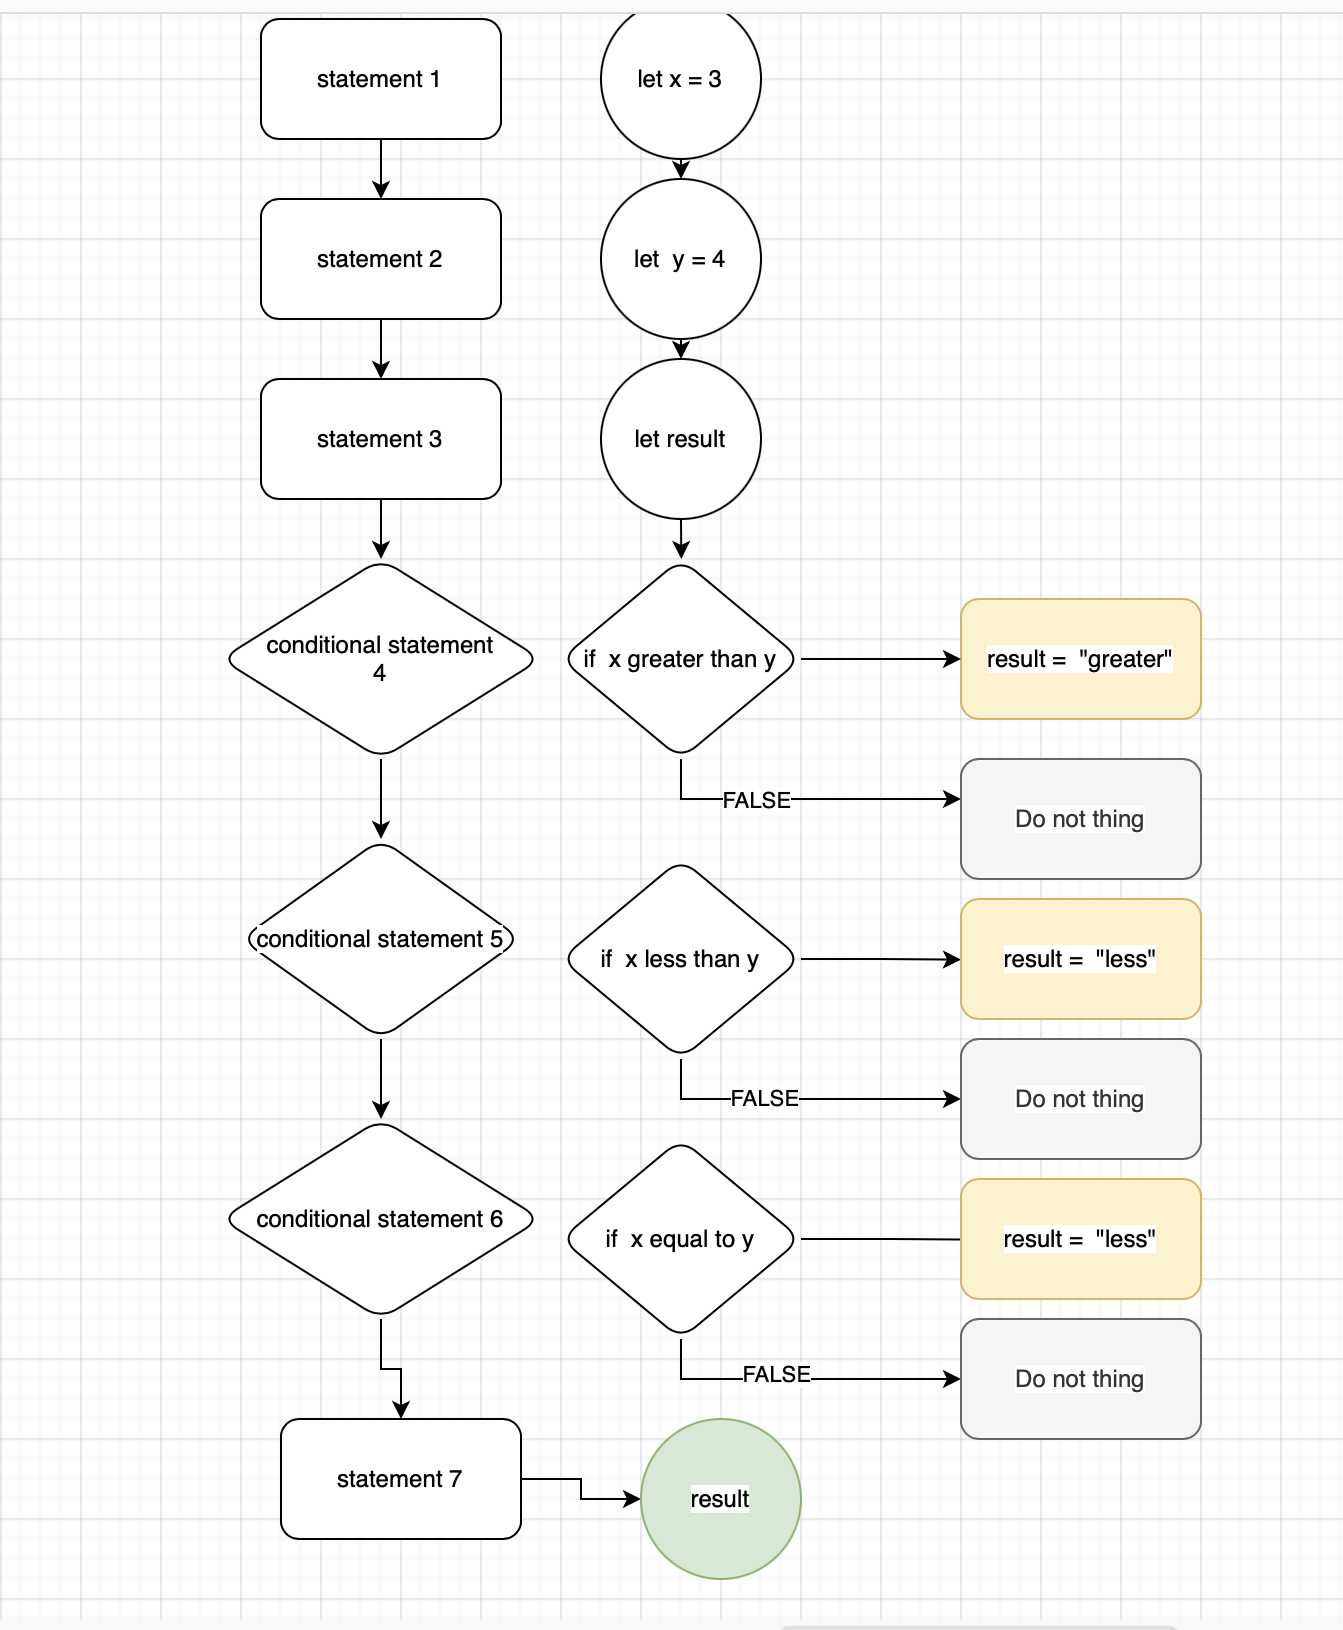 statement 1
let x = 3
statement 2
let  y = 4
statement 3
let result
conditional statement
4
if  x greater than y
result =  "greater"
FALSE
Do not thing
conditional statement 5
if  x less than y
result =  "less"
FALSE
Do not thing
conditional statement 6
if  x equal to y
result =  "less"
FALSE
Do not thing
statement 7
result